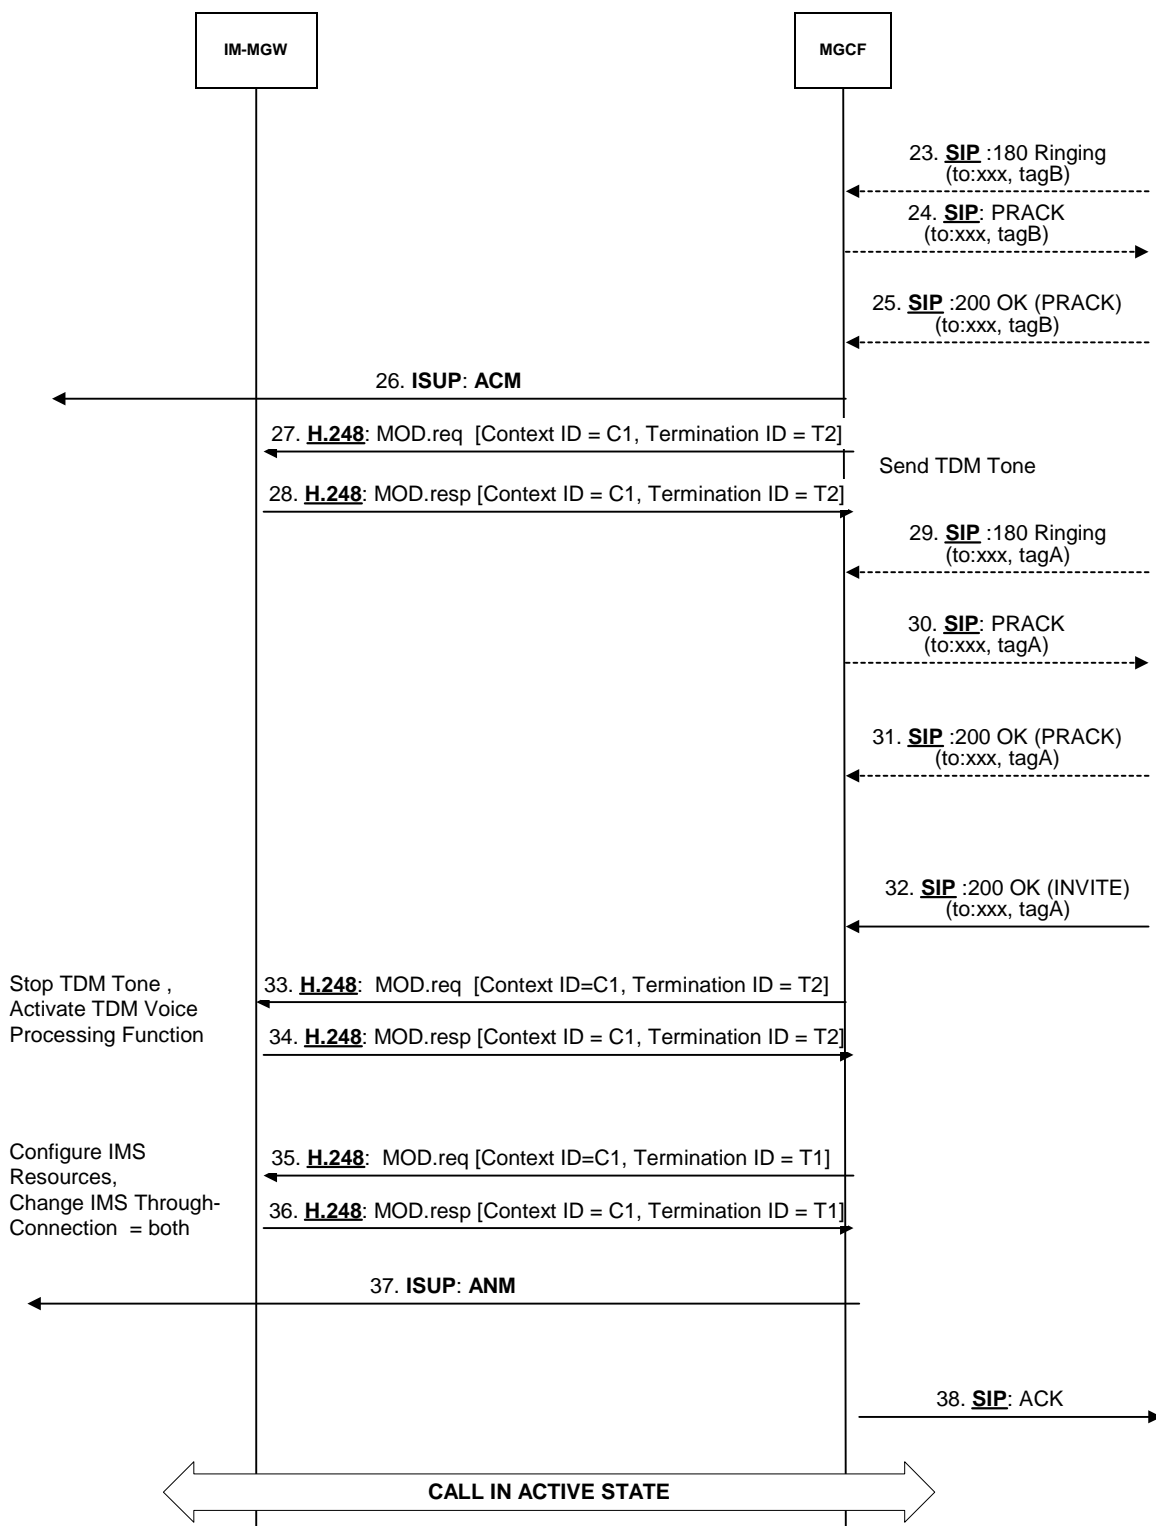 IM-MGW
MGCF
23. SIP :180 Ringing
(to:xxx, tagB)
24. SIP: PRACK
(to:xxx, tagB)
25. SIP :200 OK (PRACK)
(to:xxx, tagB)
26. ISUP: ACM
27. H.248: MOD.req [Context ID = C1, Termination ID = T2]
Send TDM Tone
28. H.248: MOD.resp [Context ID = C1, Termination ID = T2]
29. SIP :180 Ringing
(to:xxx, tagA)
30. SIP: PRACK
(to:xxx, tagA)
31. SIP :200 OK (PRACK)
(to:xxx, tagA)
32. SIP :200 OK (INVITE)
(to:xxx, tagA)
Stop TDM Tone ,
Activate TDM Voice
Processing Function
33. H.248: MOD.req [Context ID=C1, Termination ID = T2]
34. H.248: MOD.resp [Context ID = C1, Termination ID = T2]
Configure IMS
Resources,
Change IMS Through-
Connection = both
35. H.248: MOD.req [Context ID=C1, Termination ID = T1]
36. H.248: MOD.resp [Context ID = C1, Termination ID = T1]
37. ISUP: ANM
38. SIP: ACK
CALL IN ACTIVE STATE